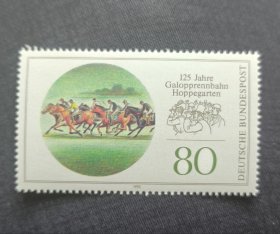 125 Jahre
Galopprennbahn
Hoppegarten
80
DEUTSCHE BUNDESPOST